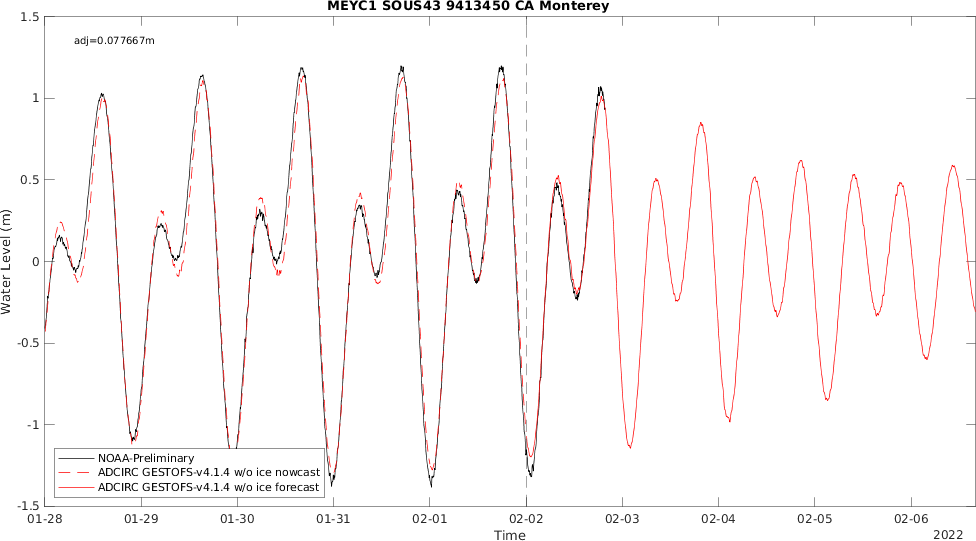 MEYC1 SOUS43 9413450 CA Monterey
adj=0.077667m
1.5
1
0.5
0
-0.5
-1
-1.5
Water Level (m)
NOAA-Preliminary
ADCIRC GESTOFS-v4.1.4 w/o ice nowcast
ADCIRC GESTOFS-v4.1.4 w/o ice forecast
01-28 01-29 01-30 01-31 02-01 02-02 02-03 02-04 02-05 02-06
Time
2022